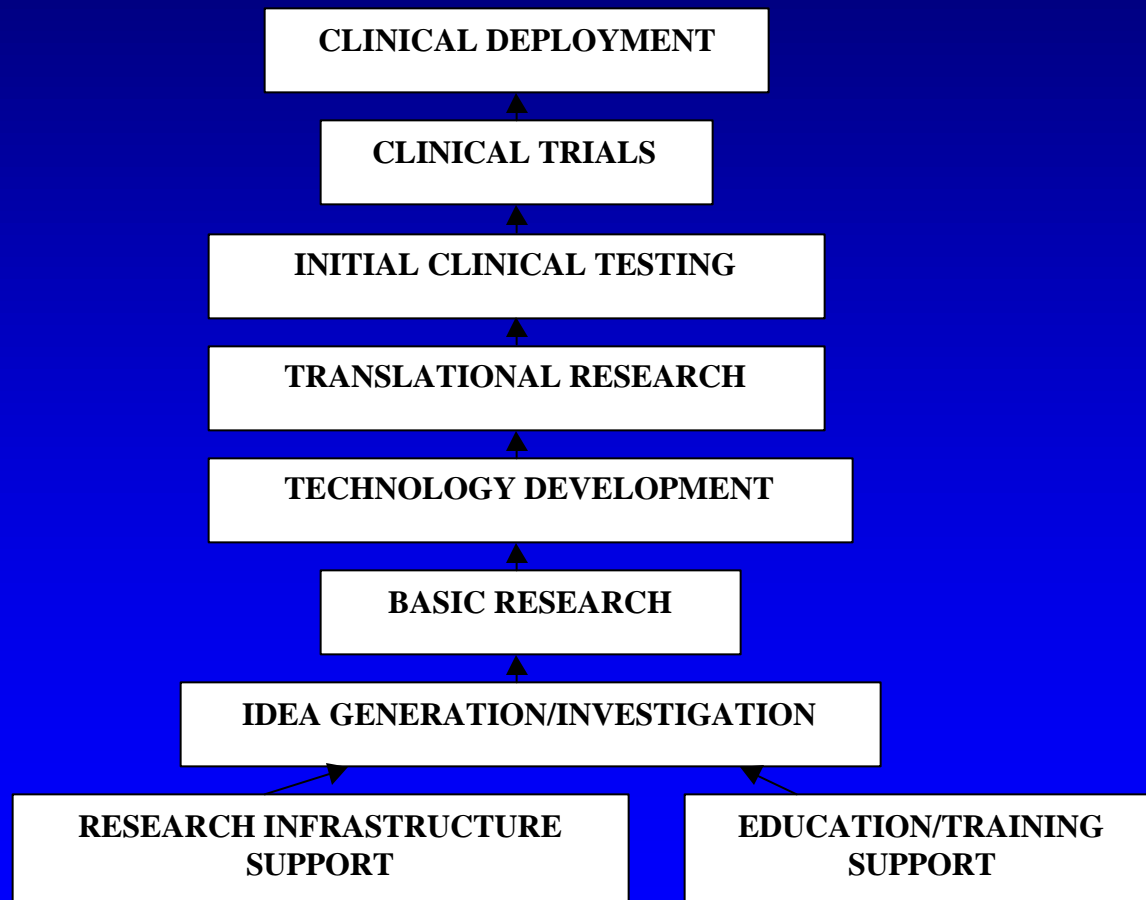 CLINICAL DEPLOYMENT
CLINICAL TRIALS
INITIAL CLINICAL TESTING
TRANSLATIONAL RESEARCH
TECHNOLOGY DEVELOPMENT
BASIC RESEARCH
IDEA GENERATION/INVESTIGATION
RESEARCH INFRASTRUCTURE
SUPPORT
EDUCATION/TRAINING
SUPPORT